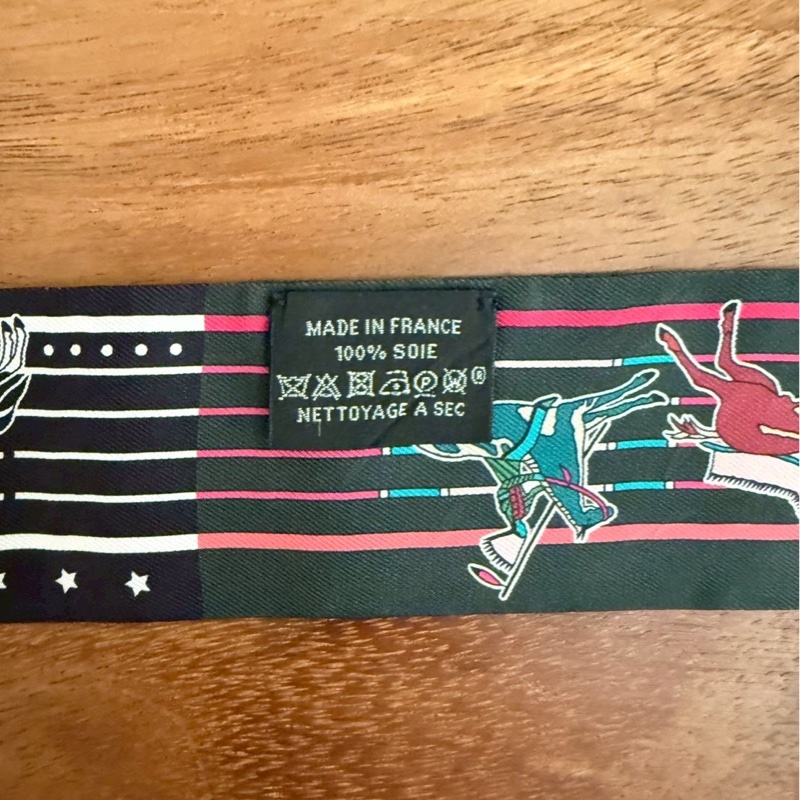 MADE IN FRANCE
100% SOIE
P ®
NETTOYAGE A SEC